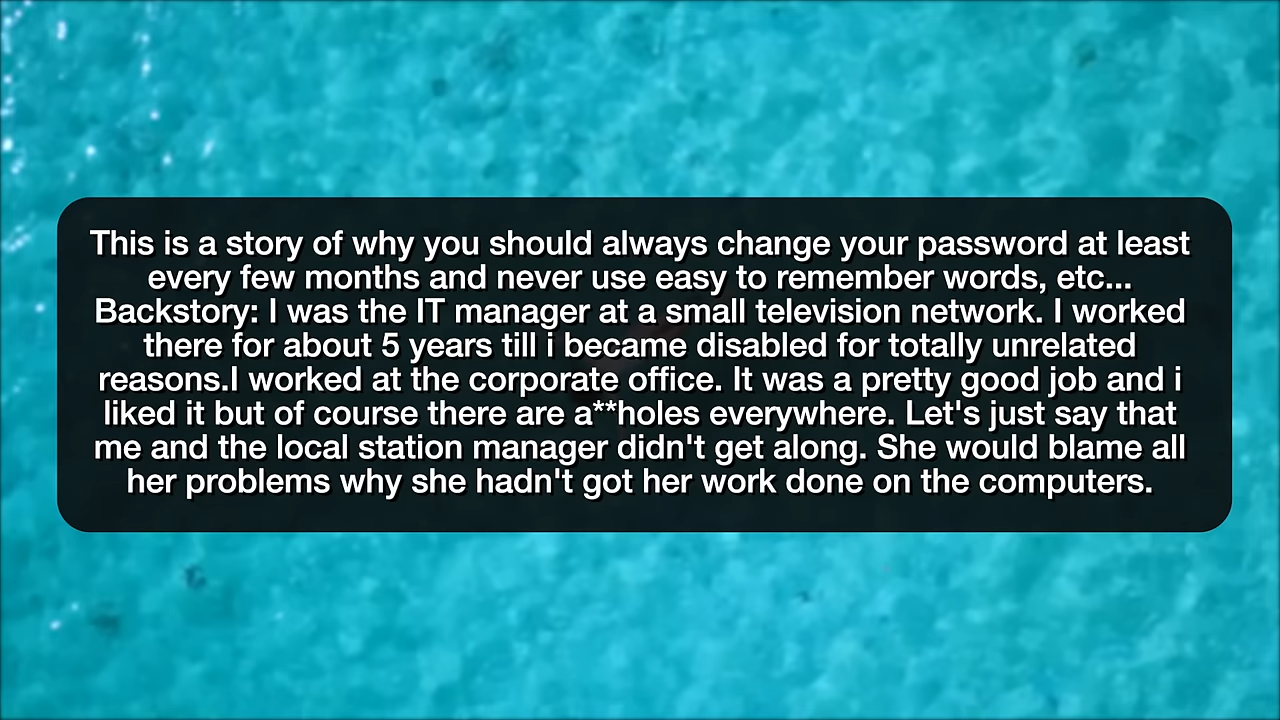 This is a story of why you should always change your password at least
every few months and never use easy to remember words, etc...
Backstory: I was the IT manager at a small television network. I worked
there for about 5 years till i became disabled for totally unrelated
reasons.I worked at the corporate office. It was a pretty good job and i
liked it but of course there are a**holes everywhere. Let's just say that
me and the local station manager didn't get along. She would blame all
her problems why she hadn't got her work done on the computers.